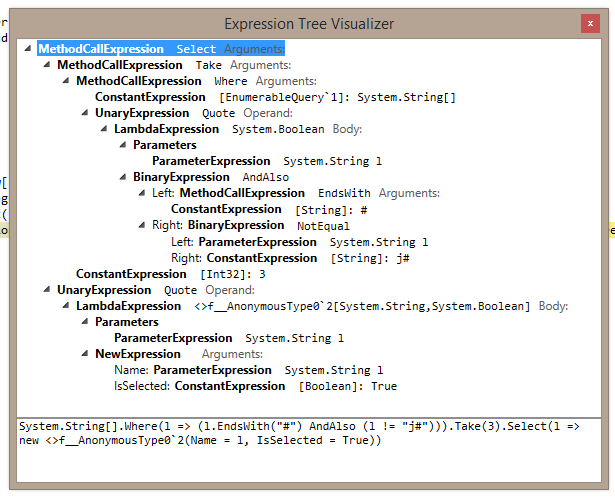 Expression Tree Visualizer
x
MethodCallExpression Select Arguments:
MethodCallExpression Take Arguments:
MethodCallExpression Where Arguments:
ConstantExpression [EnumerableQuery`1]: System.String[]
UnaryExpression Quote Operand:
LambdaExpression System.Boolean Body:
Parameters
ParameterExpression System.String l
BinaryExpression AndAlso
Left: MethodCallExpression EndsWith Arguments:
ConstantExpression [String]: #
Right: BinaryExpression NotEqual
Left: ParameterExpression System.String l
Right: ConstantExpression [String]: j#
ConstantExpression [Int32]: 3
UnaryExpression Quote Operand:
LambdaExpression <>f__AnonymousType0`2[System.String,System.Boolean] Body:
Parameters
ParameterExpression System.String l
NewExpression Arguments:
Name: ParameterExpression System.String l
IsSelected: ConstantExpression [Boolean]: True
System.String[].Where(l => (l.EndsWith("#") AndAlso (l != "j#"))).Take(3).Select(l =>
new <>f__AnonymousType0`2(Name = l, IsSelected = True))